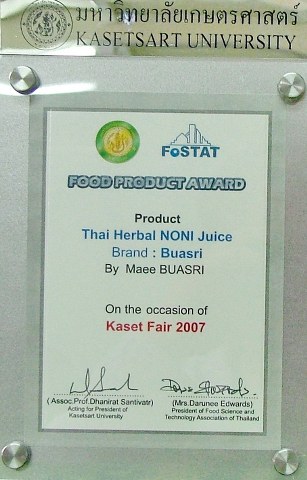 มหาวิทยาลัยเกษตรศาสตร์
KASETSART UNIVERSITY
FOSTAT
FOOD PRODUCT AWARD
Product
Thai Herbal NONI Juice
Brand : Buasri
By Maee BUASRI
On the occasion of
Kaset Fair 2007
(Assoc.Prof.Dhanirat Santivatr)
Acting for President of
Kasetsart University
(Mrs.Darunee Edwards)
President of Food Science and
Technology Association of Thailand